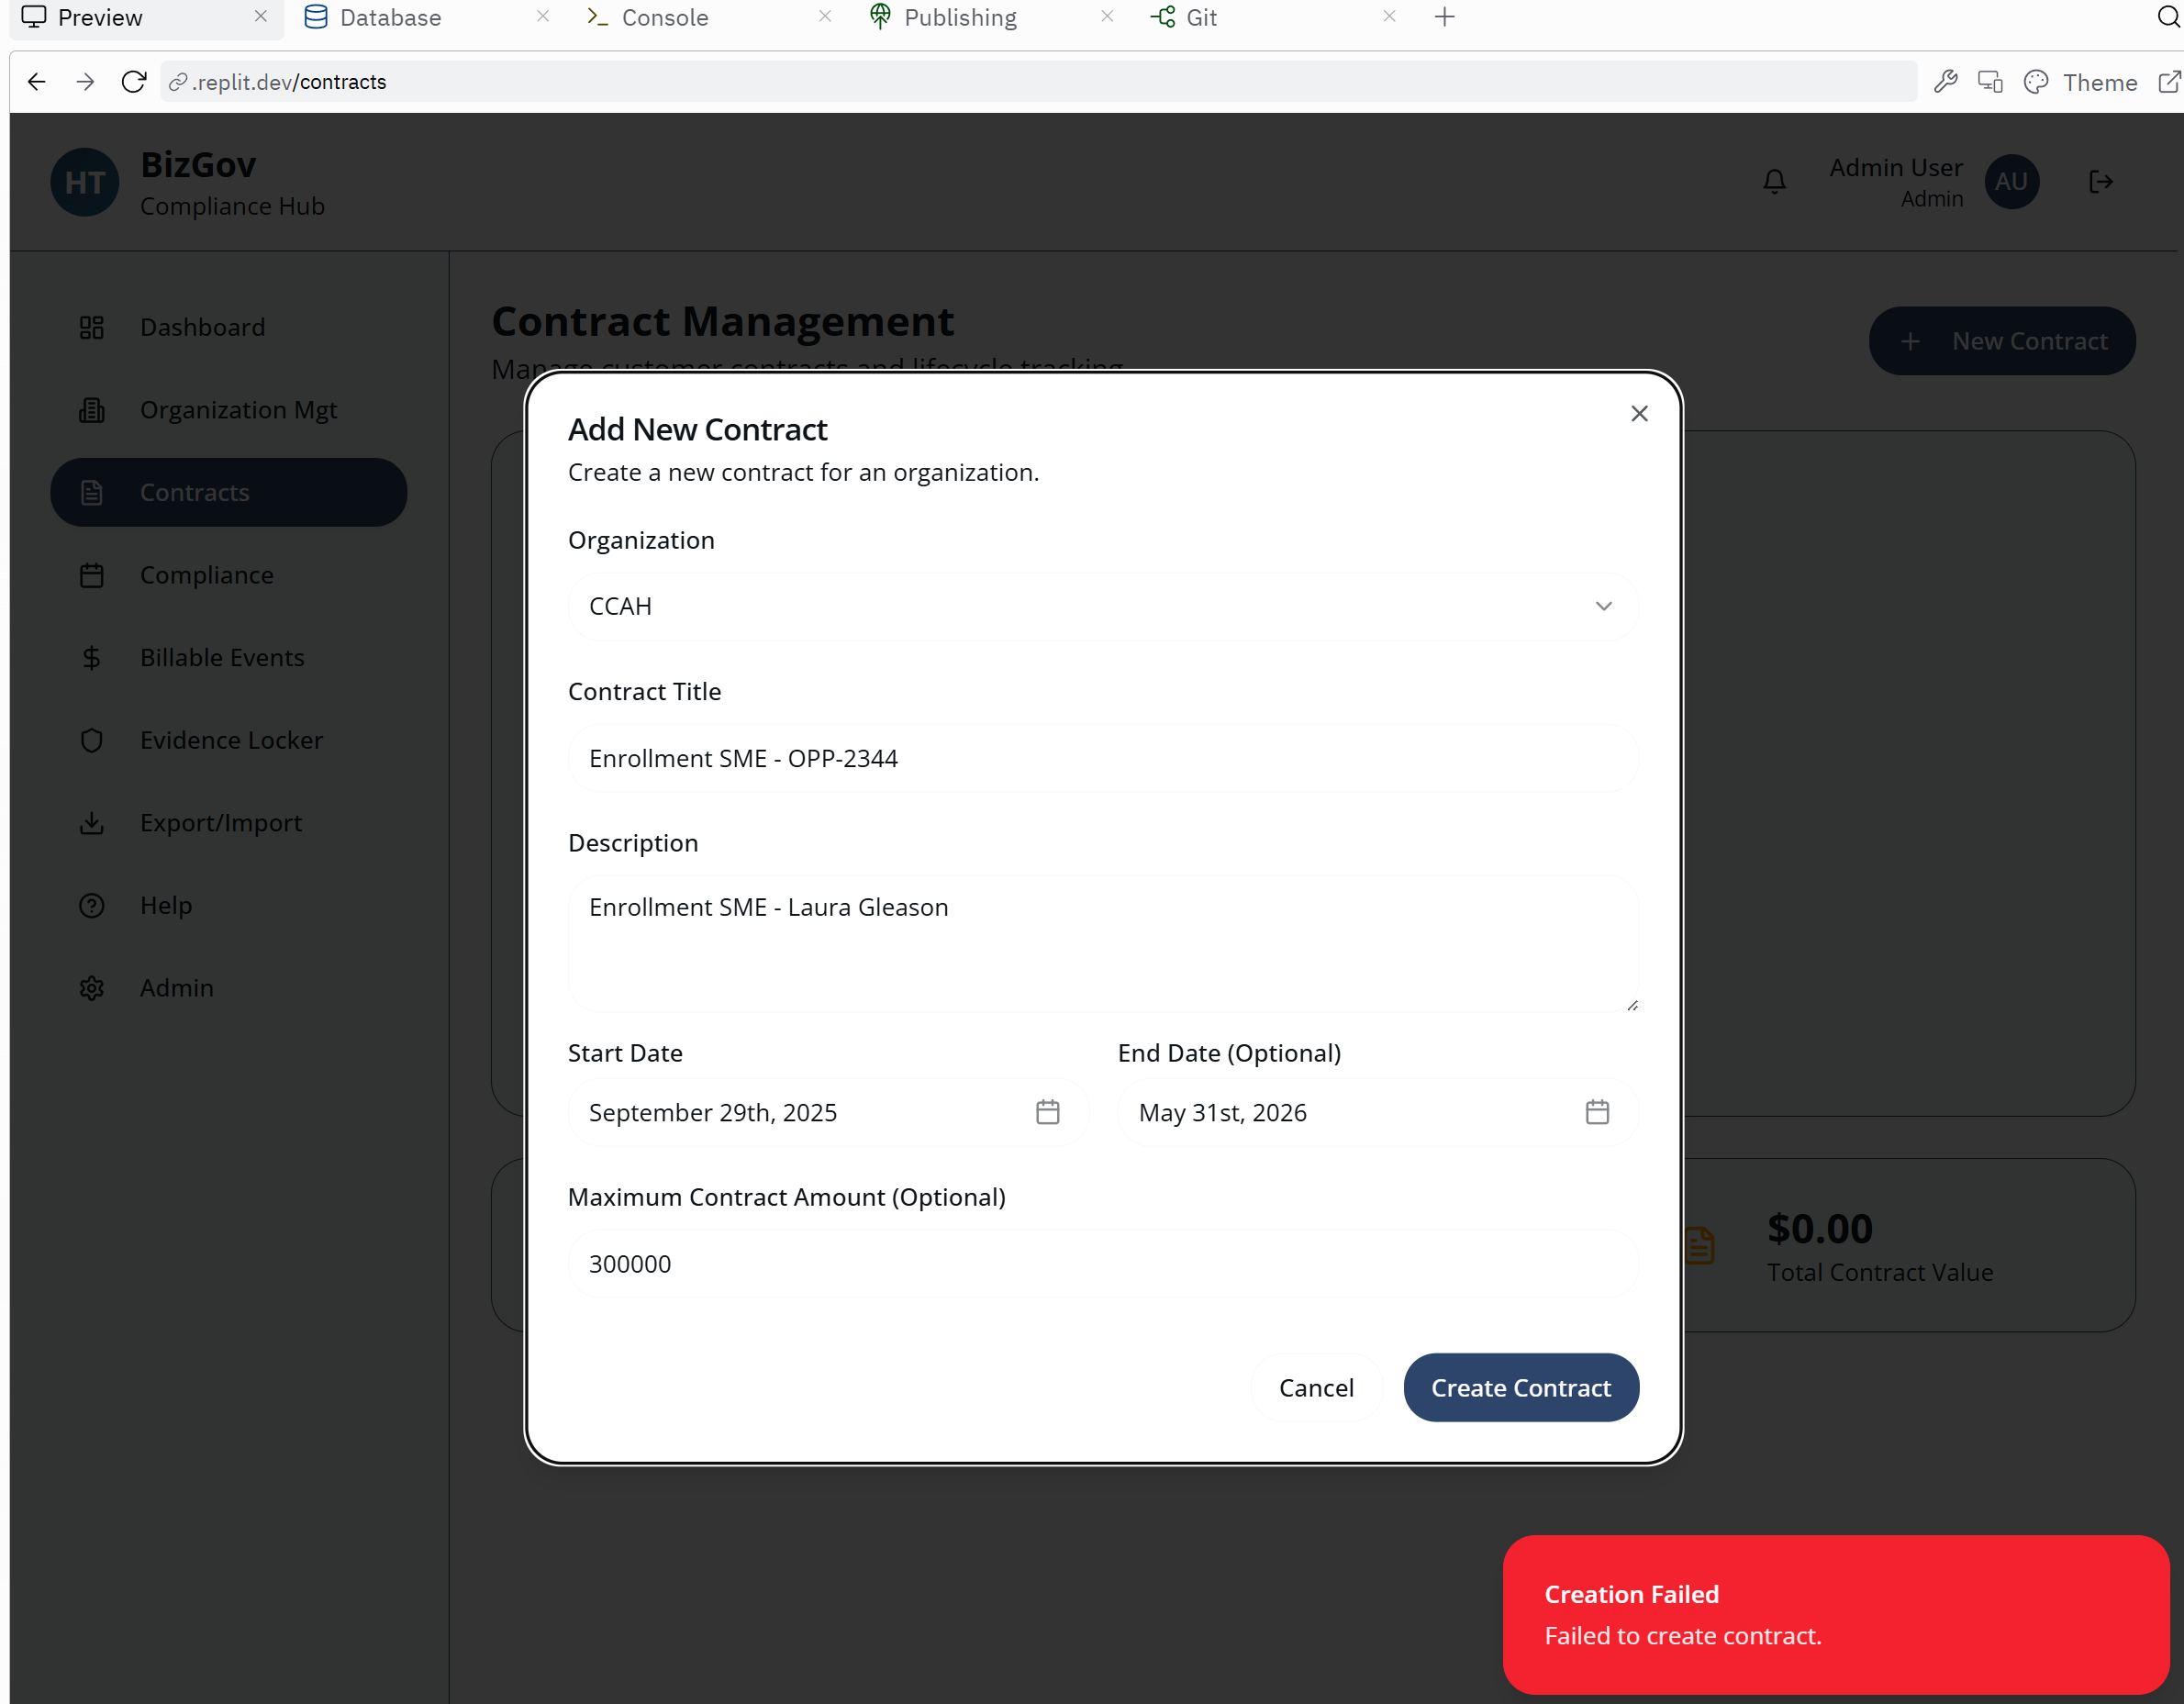 Preview
Database
Console
Publishing
Git
.replit.dev/contracts
Theme
HT
BizGov
Compliance Hub
Admin User
Admin
AU
Dashboard
Organization Mgt
Contracts
Compliance
Billable Events
Evidence Locker
Export/Import
Help
Admin
Contract Management
Manage customer contracts and lifecycle tracking
New Contract
Add New Contract
Create a new contract for an organization.
Organization
CCAH
Contract Title
Enrollment SME - OPP-2344
Description
Enrollment SME - Laura Gleason
Start Date
End Date (Optional)
September 29th, 2025
May 31st, 2026
Maximum Contract Amount (Optional)
300000
$0.00
Total Contract Value
Cancel
Create Contract
Creation Failed
Failed to create contract.